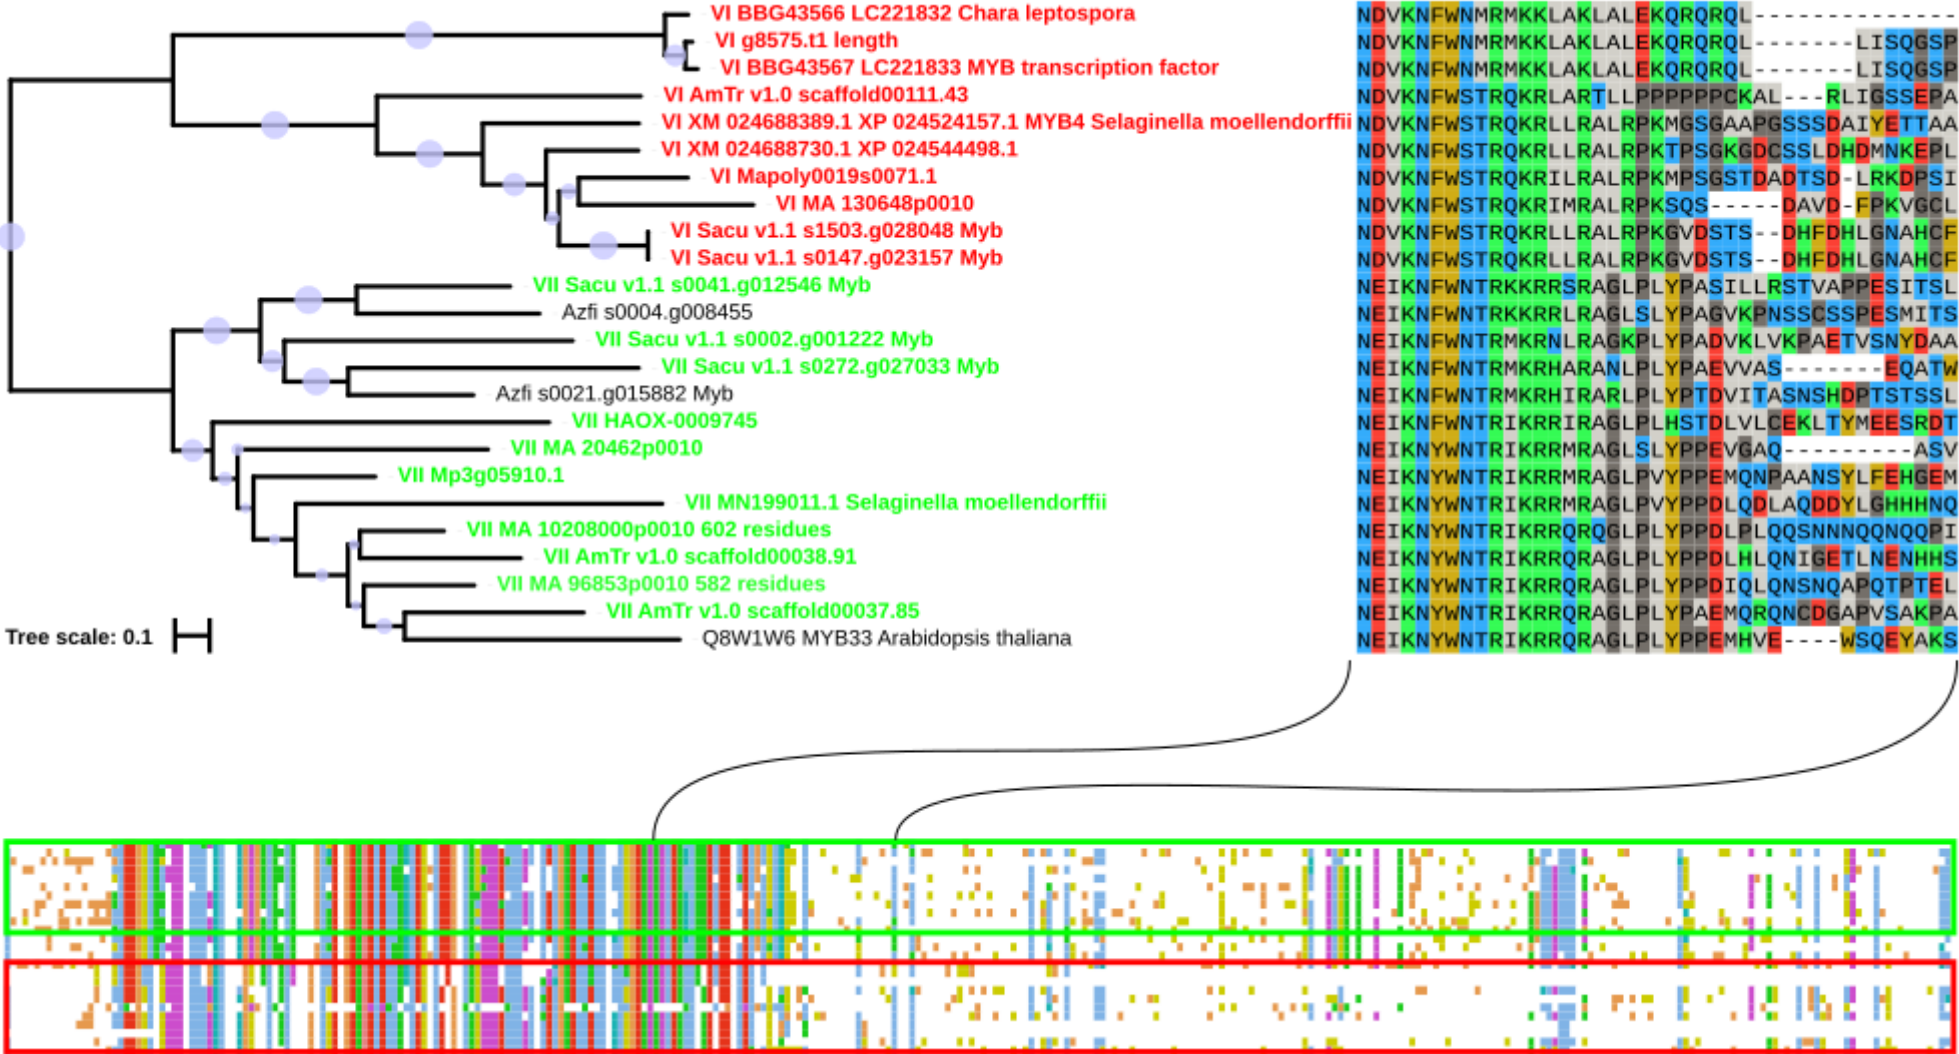 VI BBG43566 LC221832 Chara leptospora NDVKNFWNMRMKKLAKLALEKQRQRQL--------------
VI g8575.t1 length NDVKNFWNMRMKKLAKLALEKQRQRQL-------LISQGSP
VI BBG43567 LC221833 MYB transcription factor NDVKNFWNMRMKKLAKLALEKQRQRQL-------LISQGSP
VI AmTr v1.0 scaffold00111.43 NDVKNFWSTRQKRLARTLLPPPPPPCKAL---RLIGSSEPA
VI XM 024688389.1 XP 024524157.1 MYB4 Selaginella moellendorffii NDVKNFWSTRQKRLLRALRPKMGSGAAPGSSSDAIYETTAA
VI XM 024688730.1 XP 024544498.1 NDVKNFWSTRQKRLLRALRPKTPSGKGDCSSLDHDMNKEPL
VI Mapoly0019s0071.1 NDVKNFWSTRQKRILRALRPKMPSGSTDADTSD-LRKDPSI
VI MA 130648p0010 NDVKNFWSTRQKRIMRALRPKSQS-----DAVD-FPKVGCL
VI Sacu v1.1 s1503.g028048 Myb NDVKNFWSTRQKRLLRALRPKGVDSTS--DHFDHLGNAHCF
VI Sacu v1.1 s0147.g023157 Myb NDVKNFWSTRQKRLLRALRPKGVDSTS--DHFDHLGNAHCF
VII Sacu v1.1 s0041.g012546 Myb NEIKNFWNTRKKRRSRAGLPLYPASILLRSTVAPPESITSL
Azfi s0004.g008455 NEIKNFWNTRKKRRLRAGLSLYPAGVKPNSSCSSPESMITS
VII Sacu v1.1 s0002.g001222 Myb NEIKNFWNTRMKRNLRAGKPLYPADVKLVKPAETVSNYDAA
VII Sacu v1.1 s0272.g027033 Myb NEIKNFWNTRMKRHARANLPLYPAEVVAS-------EQATW
Azfi s0021.g015882 Myb NEIKNFWNTRMKRHIRARLPLYPTDVITASNSHDPTSTSSL
VII HAOX-0009745 NEIKNFWNTRIKRRIRAGLPLHSTDLVLCEKLTYMEESRDT
VII MA 20462p0010 NEIKNFWNTRIKRRMRAGLSLYPPEVGAQ---------ASV
VII Mp3g05910.1 NEIKNFWNTRIKRRMRAGLPVYPPEMQNPAANSYLFEHGEM
VII MN199011.1 Selaginella moellendorffii NEIKNFWNTRIKRRMRAGLPVYPPDLQDLAQDDYLGHHHNQ
VII MA 10208000p0010 602 residues NEIKNYWNTRIKRRQRQGLPLYPPDLPLQQSNNNQQNQQPI
VII AmTr v1.0 scaffold00038.91 NEIKNYWNTRIKRRQRAGLPLYPPDLHLQNIGETLNENHHS
VII MA 96853p0010 582 residues NEIKNYWNTRIKRRQRAGLPLYPPDIQLQNSNQAPQTPTEL
VII AmTr v1.0 scaffold00037.85 NEIKNYWNTRIKRRQRAGLPLYPAEMQRQNCDGAPVSAKPA
Q8W1W6 MYB33 Arabidopsis thaliana NEIKNYWNTRIKRRQRAGLPLYPPEMHVE----WSQEYAKS
Tree scale: 0.1